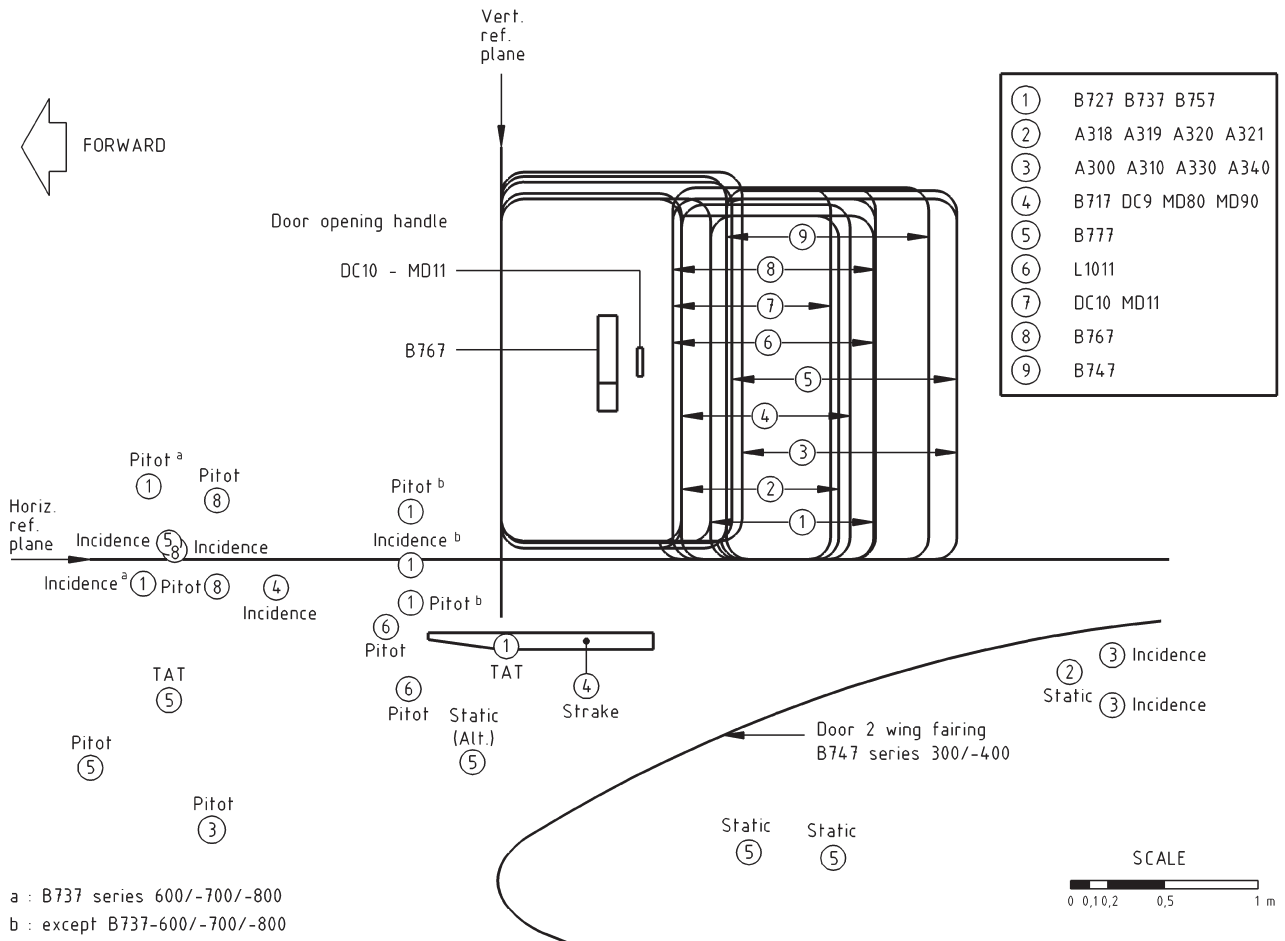 Vert.
ref.
plane
FORWARD
① B727 B737 B757
② A318 A319 A320 A321
③ A300 A310 A330 A340
④ B717 DC9 MD80 MD90
⑤ B777
⑥ L1011
⑦ DC10 MD11
⑧ B767
⑨ B747
Door opening handle
DC10 - MD11
B767
⑨
⑧
⑦
⑥
⑤
④
③
②
①
Pitot a
①
Pitot
⑧
Pitot b
①
Horiz.
ref.
plane
Incidence ⑤
⑧ Incidence
Incidence b
①
Incidence a ①
Pitot ⑧
④
Incidence
① Pitot b
⑥
Pitot
①
TAT
④
Strake
⑥
Pitot
TAT
⑤
Static
(Alt.)
⑤
Pitot
⑤
Pitot
③
③ Incidence
②
Static
③ Incidence
Door 2 wing fairing
B747 series 300/-400
Static
⑤
Static
⑤
SCALE
0 0,1 0,2 0,5 1 m
a : B737 series 600/-700/-800
b : except B737-600/-700/-800